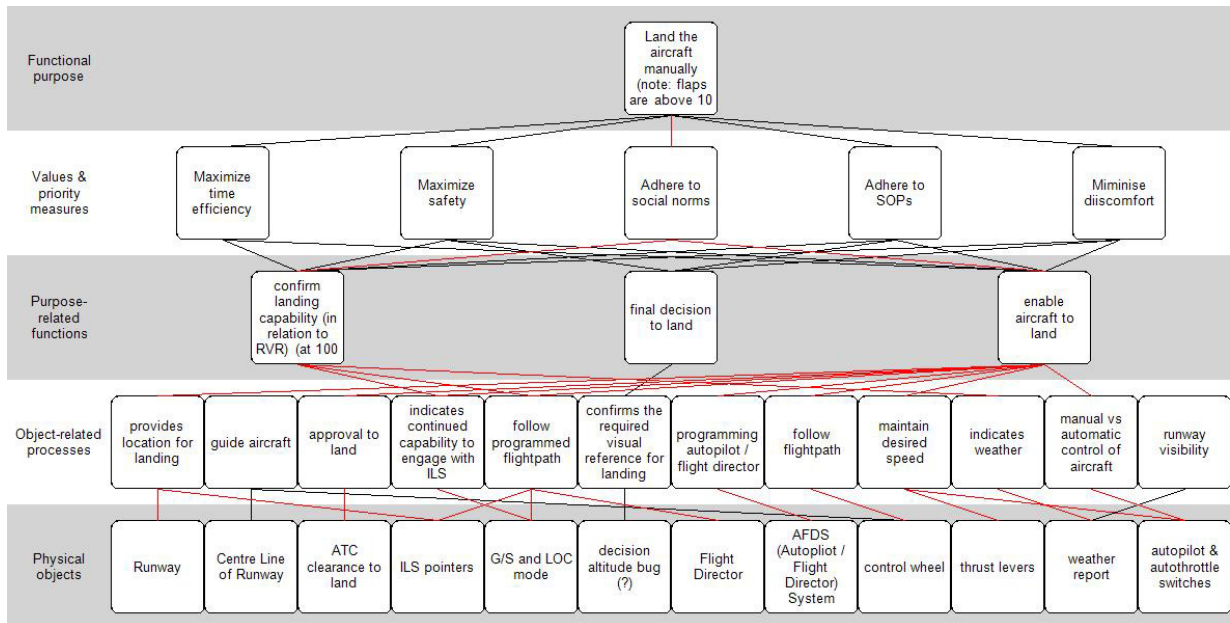 Functional
purpose
Land the
aircraft
manually
(note: flaps
are above 10
Values &
priority
measures
Maximize
time
efficiency
Maximize
safety
Adhere to
social norms
Adhere to
SOPs
Miminise
diiscomfort
Purpose-
related
functions
confirm
landing
capability (in
relation to
RVR) (at 100
final decision
to land
enable
aircraft to
land
Object-related
processes
provides
location for
landing
guide aircraft
approval to
land
indicates
continued
capability to
engage with
ILS
follow
programmed
flightpath
confirms the
required
visual
reference for
landing
programming
autopilot /
flight director
follow
flightpath
maintain
desired
speed
indicates
weather
manual vs
automatic
control of
aircraft
runway
visibility
Physical
objects
Runway
Centre Line
of Runway
ATC
clearance to
land
ILS pointers
G/S and LOC
mode
decision
altitude bug
(?)
Flight
Director
AFDS
(Autopliot /
Flight
Director)
System
control wheel
thrust levers
weather
report
autopilot &
autothrottle
switches